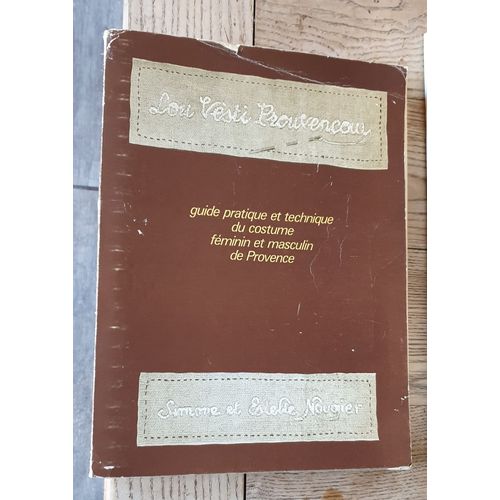 Lou Vèsti Prouvençau
guide pratique et technique
du costume
féminin et masculin
de Provence
Simone et Estelle Nougier